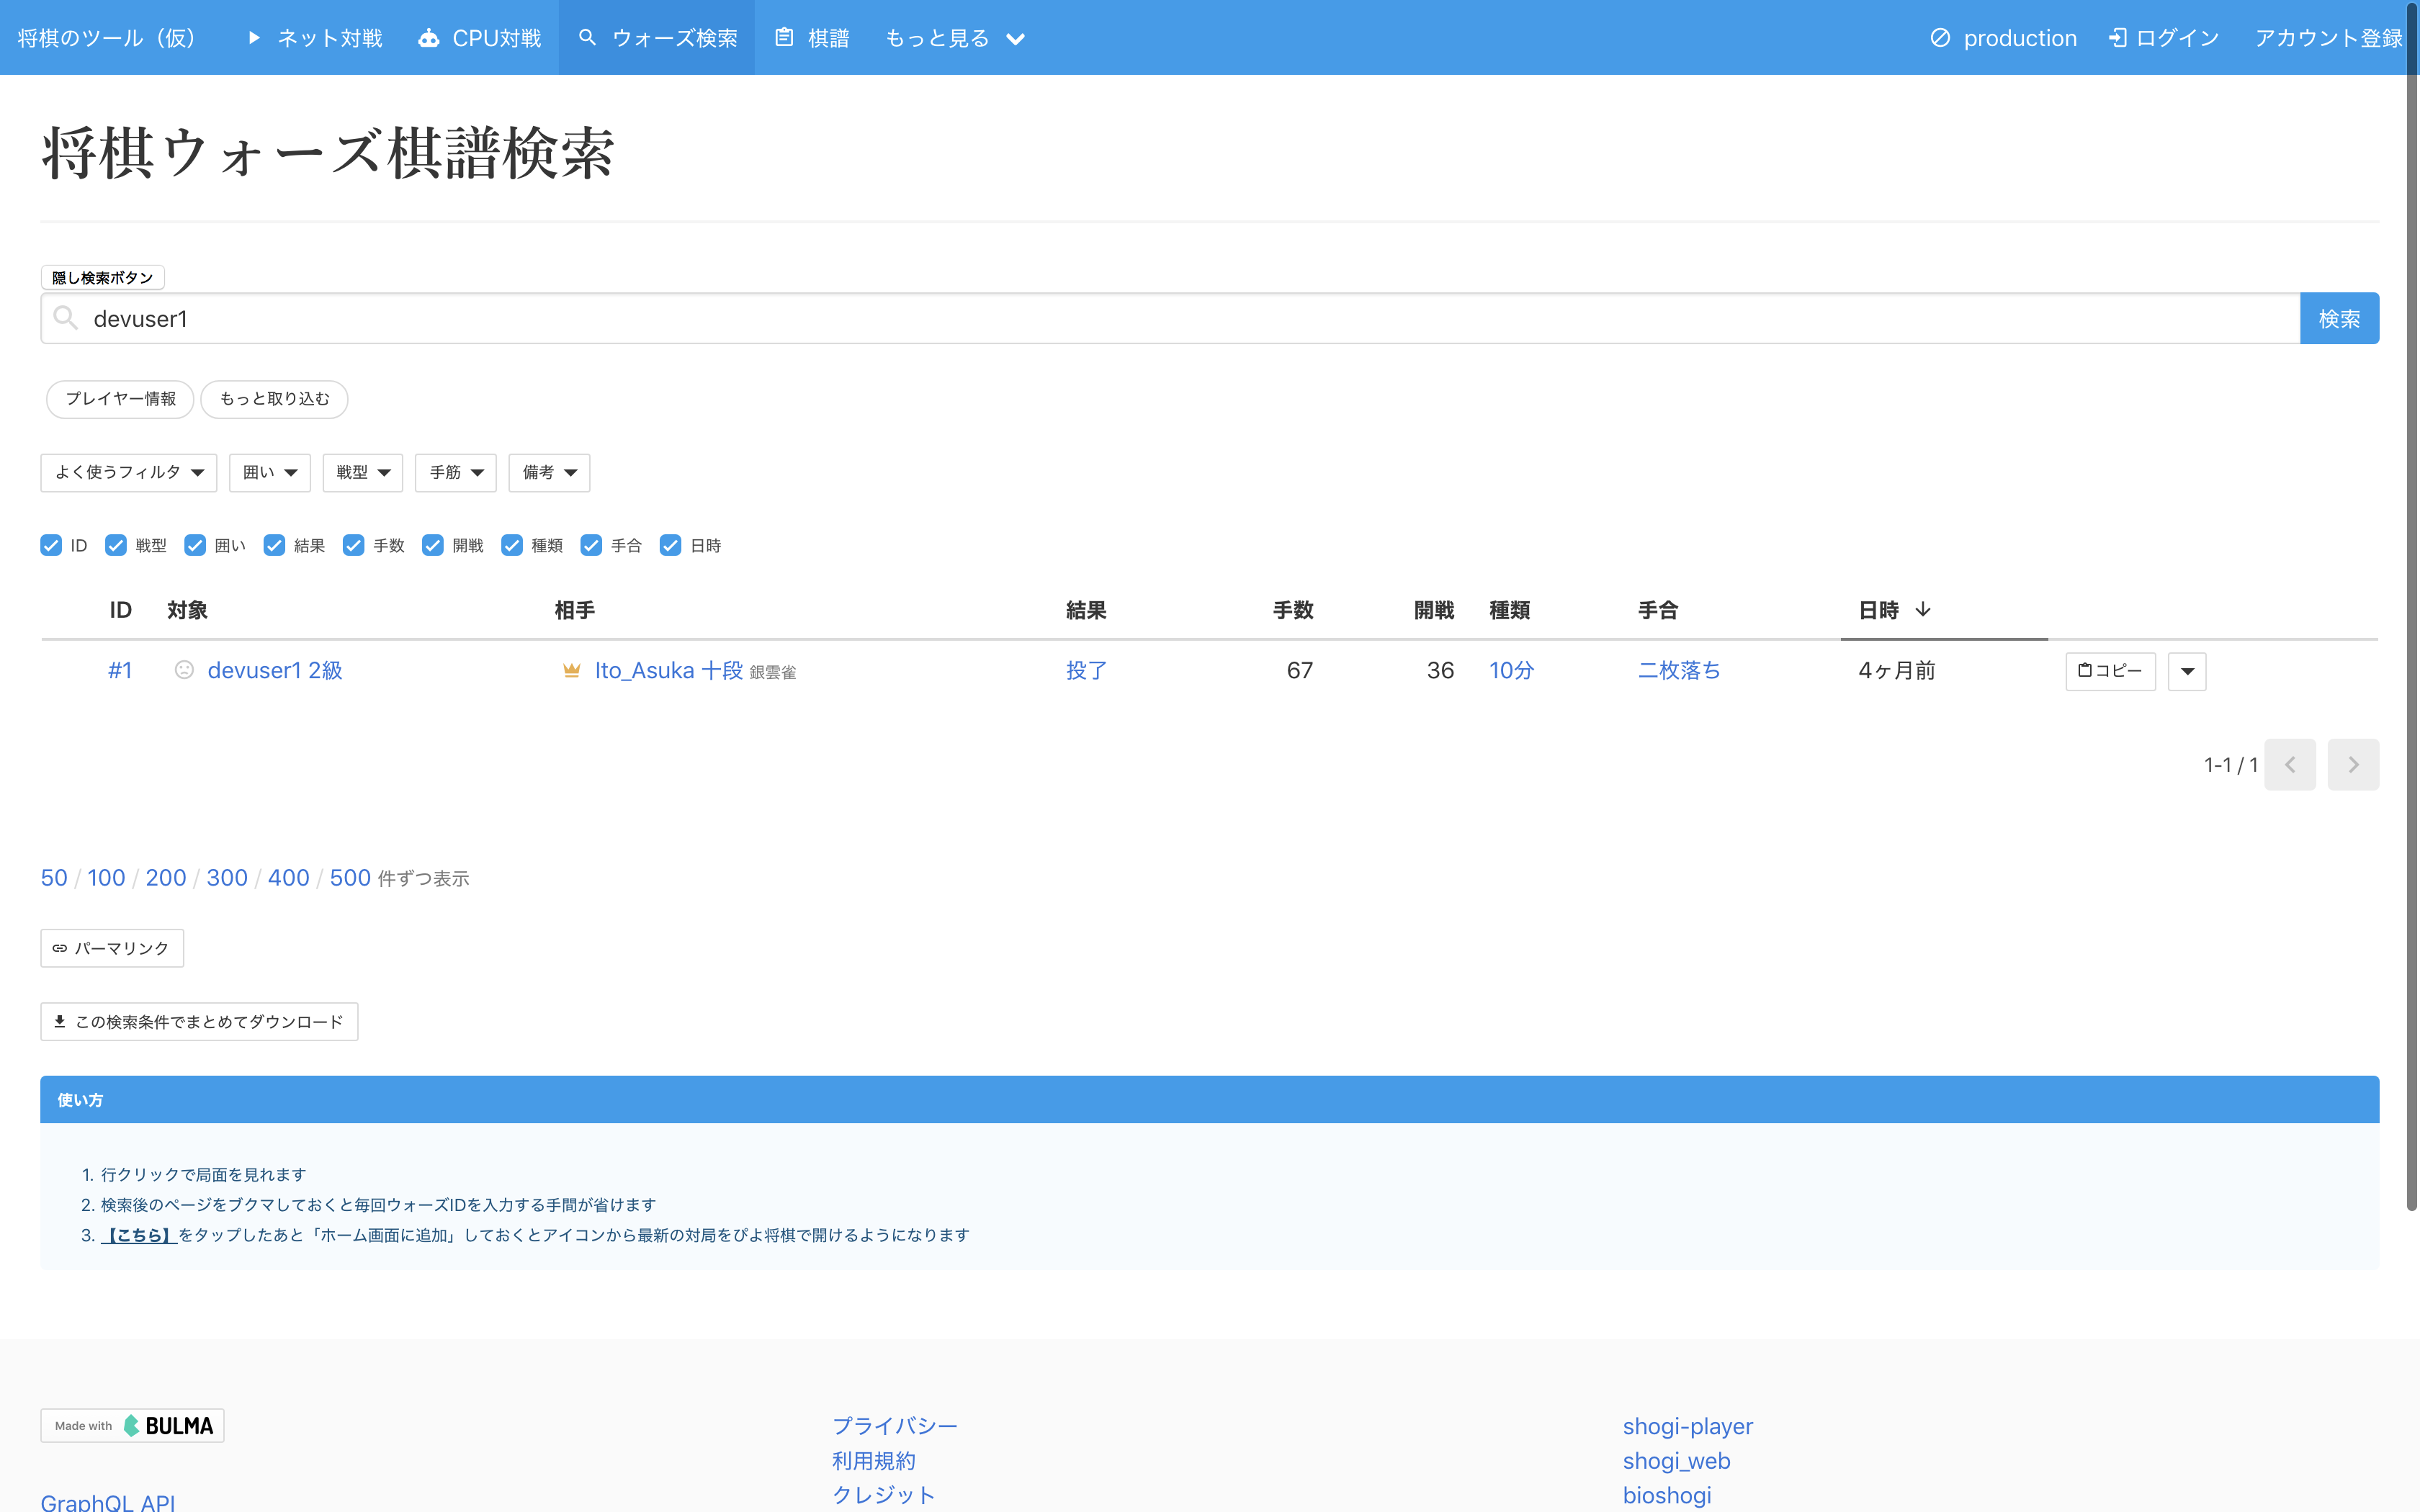 将棋のツール（仮） ネット対戦 CPU対戦 ウォーズ検索 棋譜 もっと見る production ログイン アカウント登録
将棋ウォーズ棋譜検索
隠し検索ボタン
devuser1 検索
プレイヤー情報 もっと取り込む
よく使うフィルタ 囲い 戦型 手筋 備考
ID 戦型 囲い 結果 手数 開戦 種類 手合 日時
ID 対象 相手 結果 手数 開戦 種類 手合 日時
#1 devuser1 2級 Ito_Asuka 十段 銀雲雀 投了 67 36 10分 二枚落ち 4ヶ月前 コピー
1-1 / 1
50 / 100 / 200 / 300 / 400 / 500 件ずつ表示
パーマリンク
この検索条件でまとめてダウンロード
使い方
1. 行クリックで局面を見れます
2. 検索後のページをブクマしておくと毎回ウォーズIDを入力する手間が省けます
3. 【こちら】をタップしたあと「ホーム画面に追加」しておくとアイコンから最新の対局をぴよ将棋で開けるようになります
Made with BULMA プライバシー shogi-player
利用規約 shogi_web
GraphQL API クレジット bioshogi